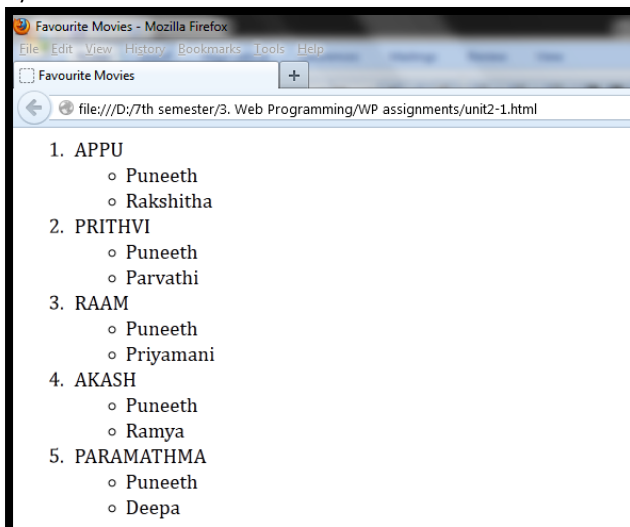 Favourite Movies - Mozilla Firefox
File Edit View History Bookmarks Tools Help
Favourite Movies +
file:///D:/7th semester/3. Web Programming/WP assignments/unit2-1.html
1. APPU
Puneeth
Rakshitha
2. PRITHVI
Puneeth
Parvathi
3. RAAM
Puneeth
Priyamani
4. AKASH
Puneeth
Ramya
5. PARAMATHMA
Puneeth
Deepa